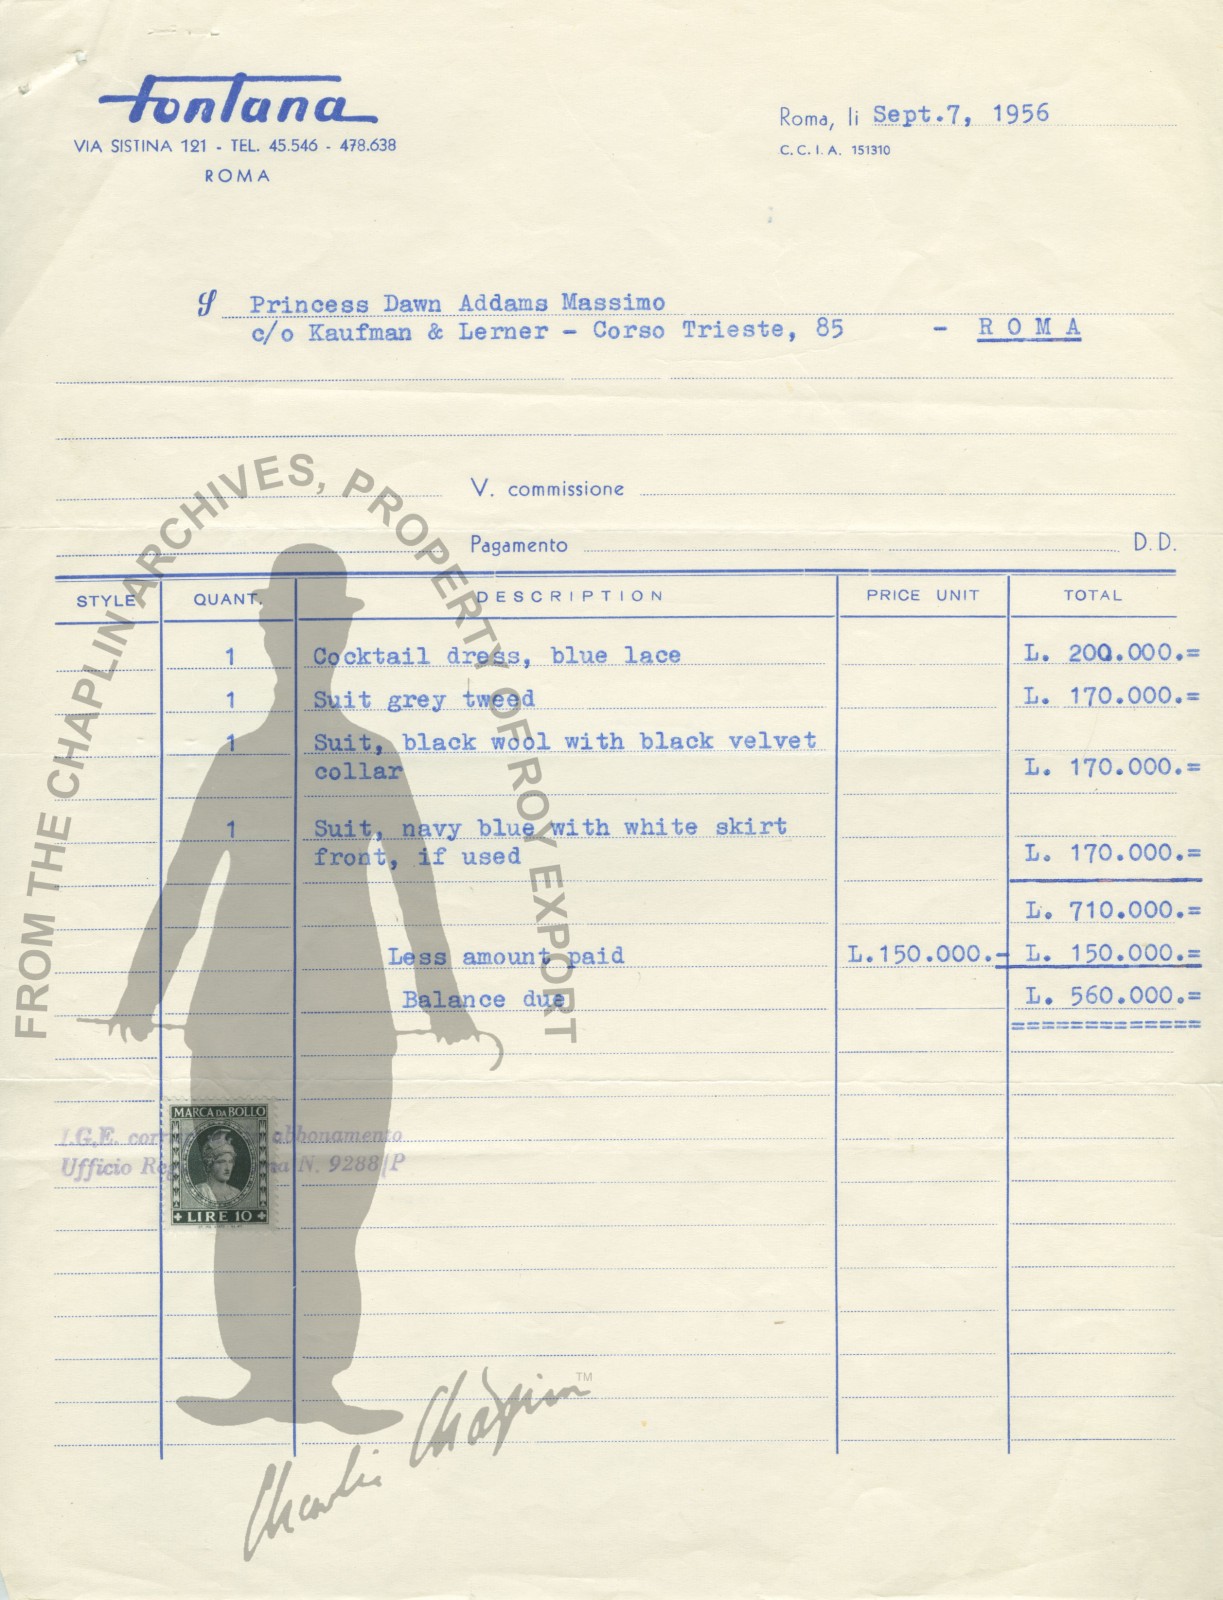 Fontana
VIA SISTINA 121 - TEL. 45.546 - 478.638
ROMA
Roma, li Sept.7, 1956
C. C. I. A. 151310
Princess Dawn Addams Massimo
c/o Kaufman & Lerner - Corso Trieste, 85 - R O M A
V. commissione
Pagamento D.D.
STYLE QUANT. DESCRIPTION PRICE UNIT TOTAL
1 Cocktail dress, blue lace L. 200.000.=
1 Suit grey tweed L. 170.000.=
1 Suit, black wool with black velvet
collar L. 170.000.=
1 Suit, navy blue with white skirt
front, if used L. 170.000.=
L. 710.000.=
Less amount paid L.150.000.- L. 150.000.=
Balance due L. 560.000.=
=============
I.G.E. abbonamento
Ufficio N. 9288/P
MARCA DA BOLLO
LIRE 10
FROM THE CHAPLIN ARCHIVES, PROPERTY OF ROY EXPORT
Charlie Chaplin TM